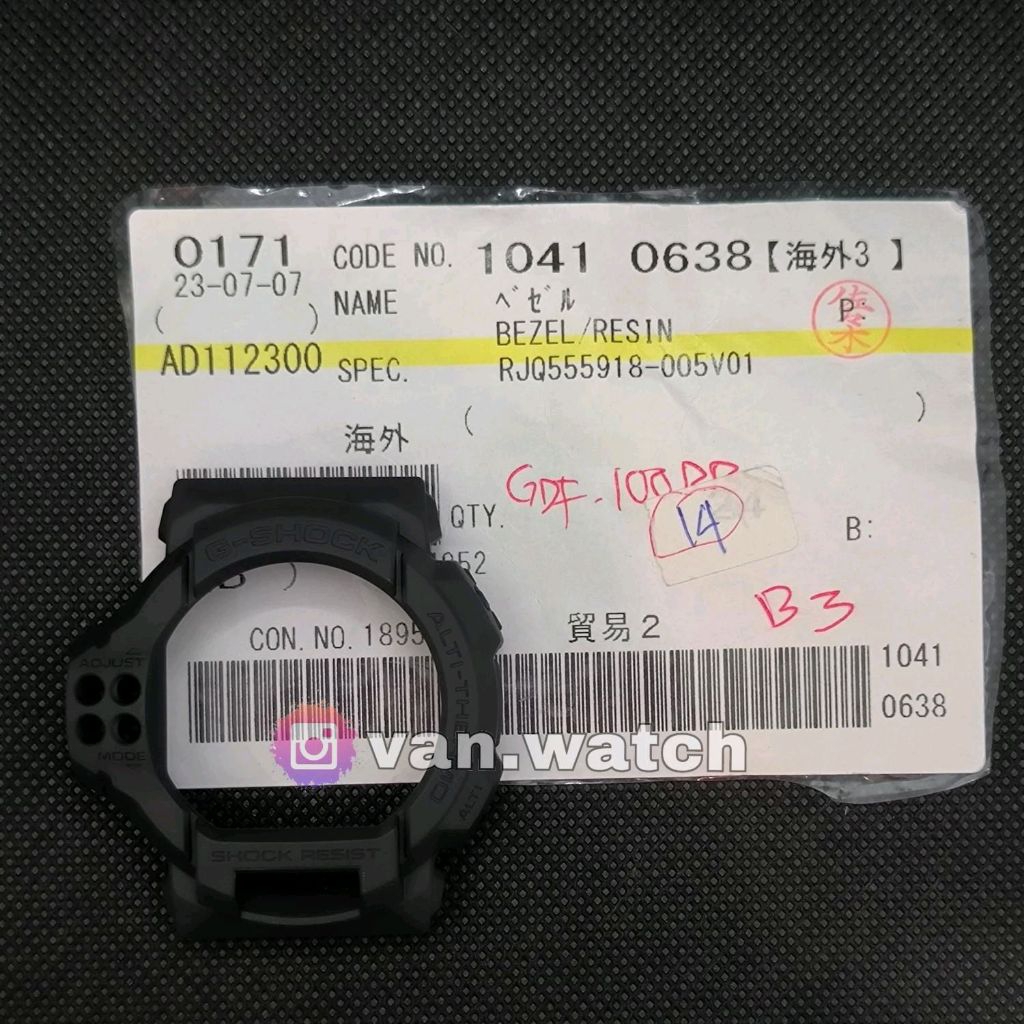 0171 CODE NO. 1041 0638【海外3 】
23-07-07
( ) NAME ﾍﾞｾﾞﾙ
BEZEL/RESIN
P:
AD112300 SPEC. RJQ555918-005V01
( )
海外
QTY.
GDF-100BB
14
B:
B3
CON. NO. 1895
貿易2
1041
0638
G-SHOCK
ADJUST
MODE
ALTI
SHOCK RESIST
van.watch